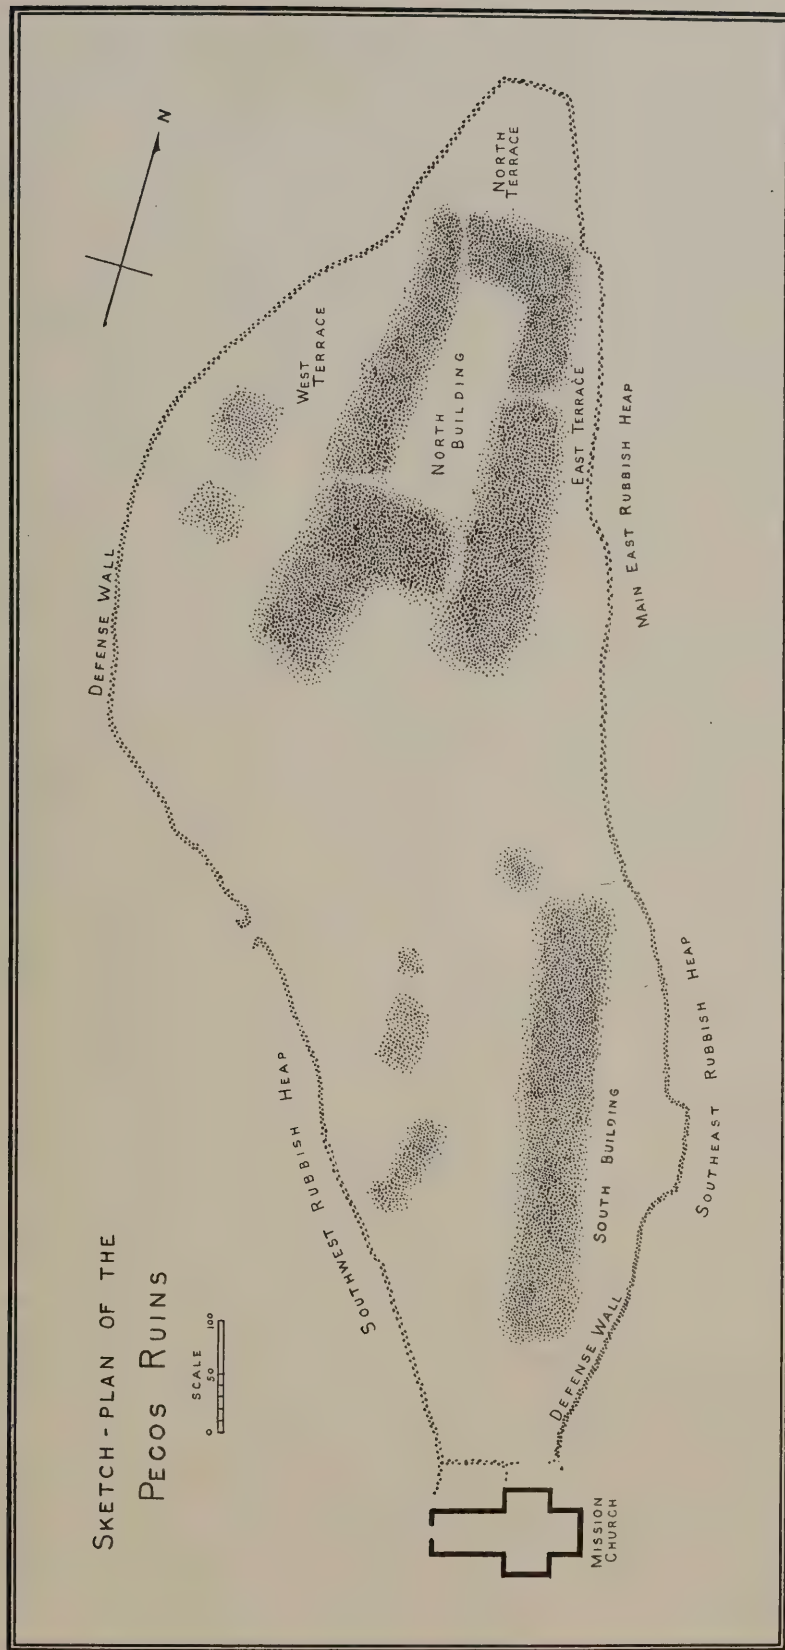 SKETCH-PLAN OF THE
PECOS RUINS
SCALE
0 50 100
N
NORTH
TERRACE
WEST
TERRACE
NORTH
BUILDING
EAST TERRACE
MAIN EAST RUBBISH HEAP
DEFENSE WALL
SOUTHWEST RUBBISH HEAP
SOUTH BUILDING
SOUTHEAST RUBBISH HEAP
DEFENSE WALL
MISSION
CHURCH